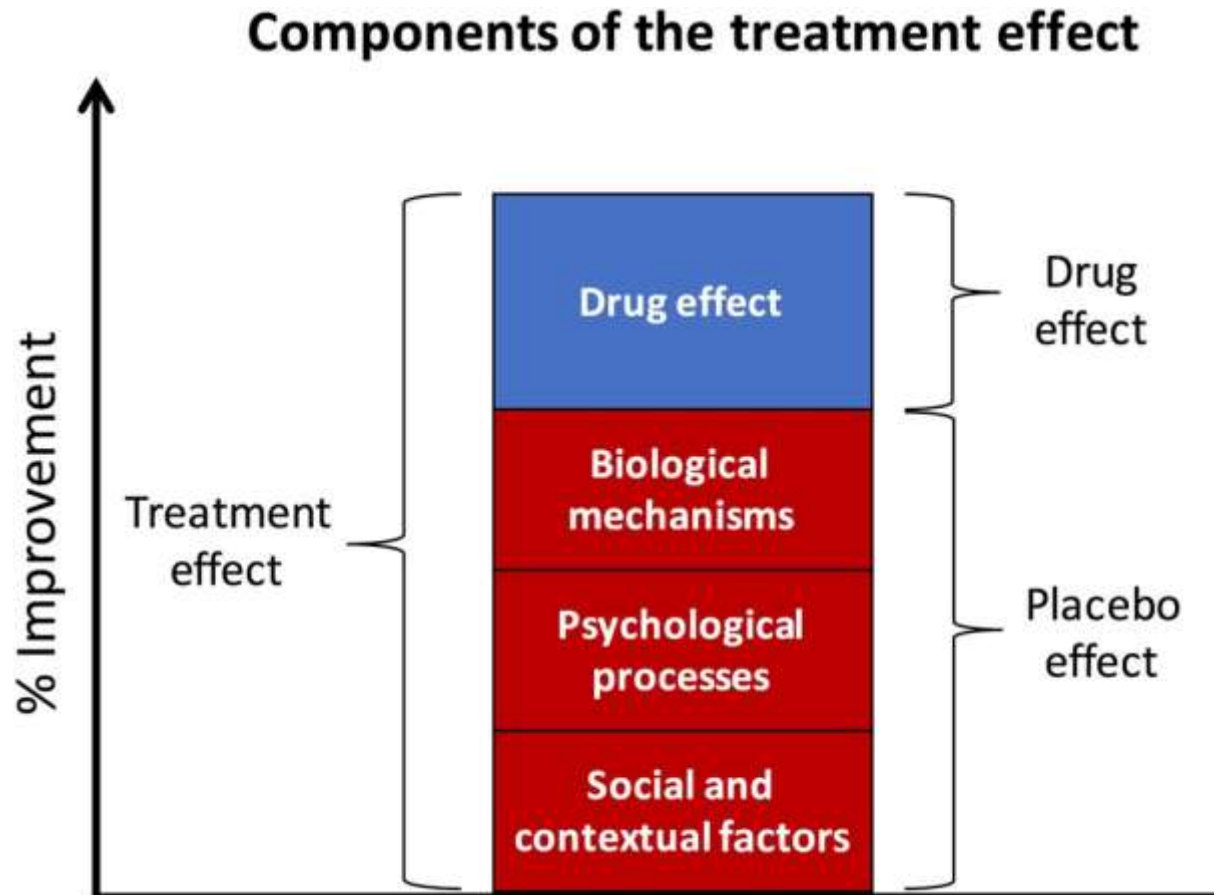 Components of the treatment effect
% Improvement
Treatment
effect
Drug effect
Biological
mechanisms
Psychological
processes
Social and
contextual factors
Drug
effect
Placebo
effect